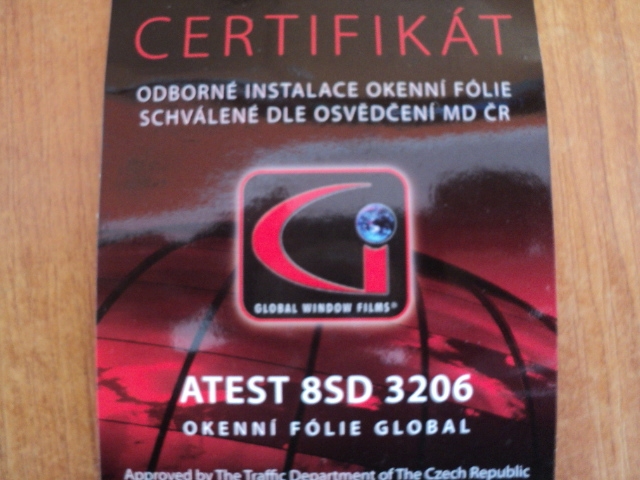 CERTIFIKÁT
ODBORNÉ INSTALACE OKENNÍ FÓLIE
SCHVÁLENÉ DLE OSVĚDČENÍ MD ČR
GLOBAL WINDOW FILMS®
ATEST 8SD 3206
OKENNÍ FÓLIE GLOBAL
Approved by The Traffic Department of The Czech Republic